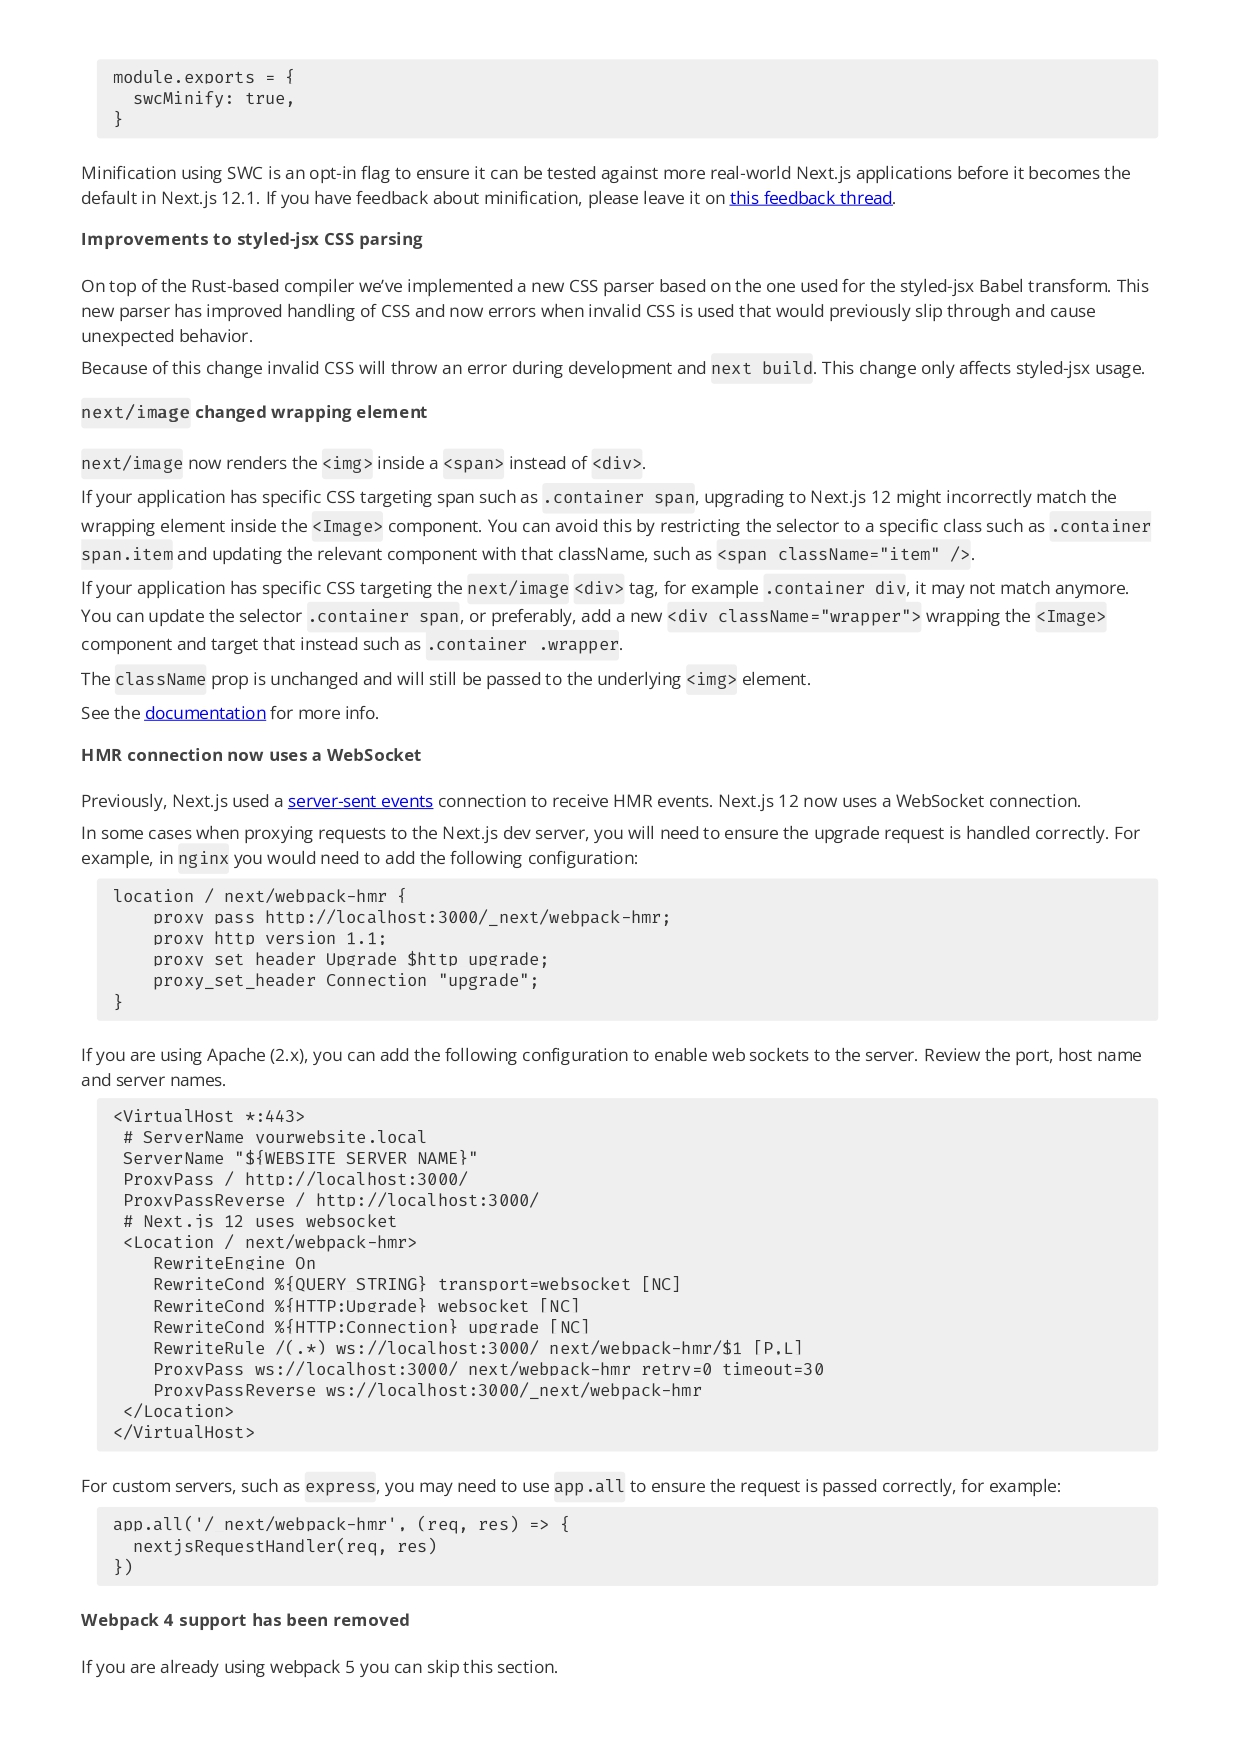 module.exports = {
  swcMinify: true,
}
Minification using SWC is an opt-in flag to ensure it can be tested against more real-world Next.js applications before it becomes the
default in Next.js 12.1. If you have feedback about minification, please leave it on this feedback thread.
Improvements to styled-jsx CSS parsing
On top of the Rust-based compiler we’ve implemented a new CSS parser based on the one used for the styled-jsx Babel transform. This
new parser has improved handling of CSS and now errors when invalid CSS is used that would previously slip through and cause
unexpected behavior.
Because of this change invalid CSS will throw an error during development and next build. This change only affects styled-jsx usage.
next/image changed wrapping element
next/image now renders the <img> inside a <span> instead of <div>.
If your application has specific CSS targeting span such as .container span, upgrading to Next.js 12 might incorrectly match the
wrapping element inside the <Image> component. You can avoid this by restricting the selector to a specific class such as .container
span.item and updating the relevant component with that className, such as <span className="item" />.
If your application has specific CSS targeting the next/image <div> tag, for example .container div, it may not match anymore.
You can update the selector .container span, or preferably, add a new <div className="wrapper"> wrapping the <Image>
component and target that instead such as .container .wrapper.
The className prop is unchanged and will still be passed to the underlying <img> element.
See the documentation for more info.
HMR connection now uses a WebSocket
Previously, Next.js used a server-sent events connection to receive HMR events. Next.js 12 now uses a WebSocket connection.
In some cases when proxying requests to the Next.js dev server, you will need to ensure the upgrade request is handled correctly. For
example, in nginx you would need to add the following configuration:
location / next/webpack-hmr {
    proxy pass http://localhost:3000/_next/webpack-hmr;
    proxy http version 1.1;
    proxy set header Upgrade $http upgrade;
    proxy_set_header Connection "upgrade";
}
If you are using Apache (2.x), you can add the following configuration to enable web sockets to the server. Review the port, host name
and server names.
<VirtualHost *:443>
 # ServerName yourwebsite.local
 ServerName "${WEBSITE SERVER NAME}"
 ProxyPass / http://localhost:3000/
 ProxyPassReverse / http://localhost:3000/
 # Next.js 12 uses websocket
 <Location / next/webpack-hmr>
    RewriteEngine On
    RewriteCond %{QUERY STRING} transport=websocket [NC]
    RewriteCond %{HTTP:Upgrade} websocket [NC]
    RewriteCond %{HTTP:Connection} upgrade [NC]
    RewriteRule /(.*) ws://localhost:3000/ next/webpack-hmr/$1 [P,L]
    ProxyPass ws://localhost:3000/ next/webpack-hmr retry=0 timeout=30
    ProxyPassReverse ws://localhost:3000/_next/webpack-hmr
 </Location>
</VirtualHost>
For custom servers, such as express, you may need to use app.all to ensure the request is passed correctly, for example:
app.all('/ next/webpack-hmr', (req, res) => {
  nextjsRequestHandler(req, res)
})
Webpack 4 support has been removed
If you are already using webpack 5 you can skip this section.